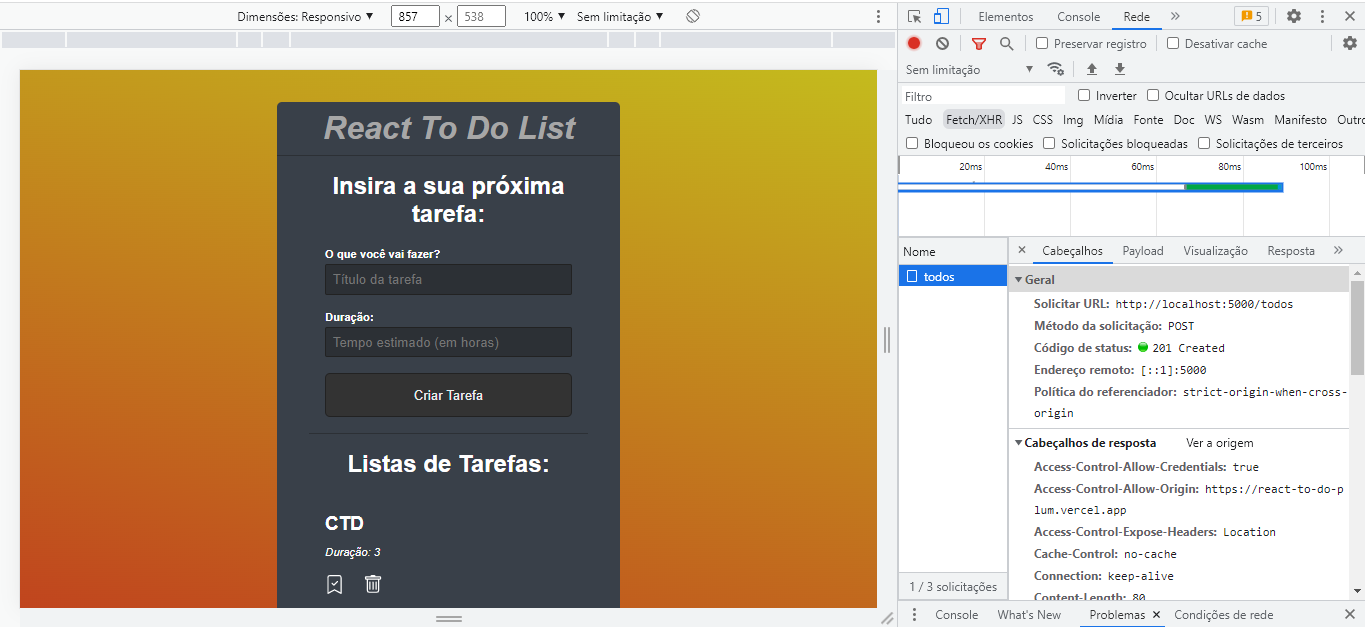 Dimensões: Responsivo ▼ 857 × 538 100% ▼ Sem limitação ▼
React To Do List
Insira a sua próxima
tarefa:
O que você vai fazer?
Título da tarefa
Duração:
Tempo estimado (em horas)
Criar Tarefa
Listas de Tarefas:
CTD
Duração: 3
Elementos Console Rede » 5
Preservar registro Desativar cache
Sem limitação ▼
Filtro Inverter Ocultar URLs de dados
Tudo Fetch/XHR JS CSS Img Mídia Fonte Doc WS Wasm Manifesto Outro
Bloqueou os cookies Solicitações bloqueadas Solicitações de terceiros
20ms 40ms 60ms 80ms 100ms
Nome
todos
1 / 3 solicitações
× Cabeçalhos Payload Visualização Resposta »
Geral
Solicitar URL: http://localhost:5000/todos
Método da solicitação: POST
Código de status: 201 Created
Endereço remoto: [::1]:5000
Política do referenciador: strict-origin-when-cross-
origin
Cabeçalhos de resposta Ver a origem
Access-Control-Allow-Credentials: true
Access-Control-Allow-Origin: https://react-to-do-p
lum.vercel.app
Access-Control-Expose-Headers: Location
Cache-Control: no-cache
Connection: keep-alive
Content-Length: 80
Console What's New Problemas × Condições de rede